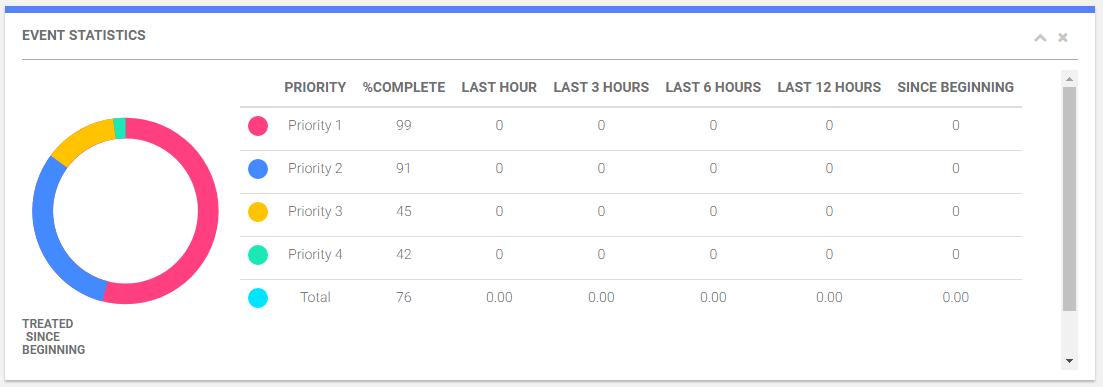 EVENT STATISTICS
PRIORITY %COMPLETE LAST HOUR LAST 3 HOURS LAST 6 HOURS LAST 12 HOURS SINCE BEGINNING
Priority 1 99 0 0 0 0 0
Priority 2 91 0 0 0 0 0
Priority 3 45 0 0 0 0 0
Priority 4 42 0 0 0 0 0
Total 76 0.00 0.00 0.00 0.00 0.00
TREATED
SINCE
BEGINNING